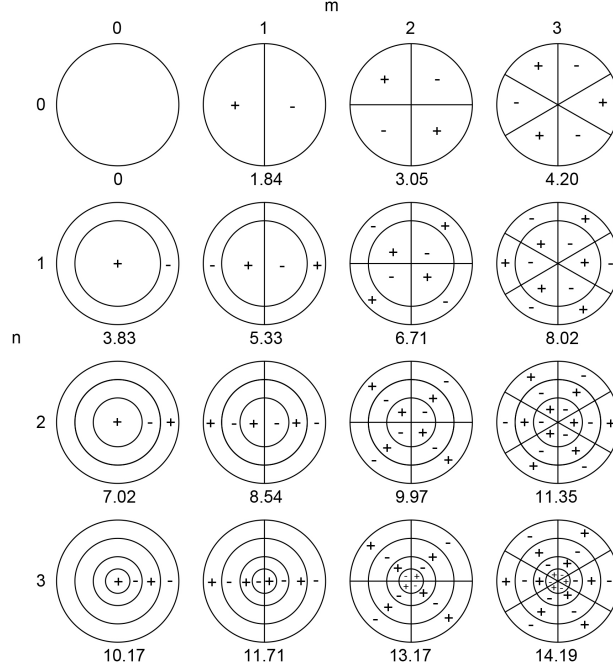 m
0 1 2 3
0
+ -
+ -
- +
+ -
- +
+ -
0 1.84 3.05 4.20
1
+ -
- + - +
- +
+ -
- +
+ -
- +
+ -
+ - + -
+ -
- +
3.83 5.33 6.71 8.02
n
2
+ - +
+ - + - + -
+ -
- +
+ -
- +
+ -
- +
+ -
- +
+ -
- + - + - +
+ -
- +
+ -
7.02 8.54 9.97 11.35
3
+ - + -
+ - + - + - + -
10.17 11.71 13.17 14.19